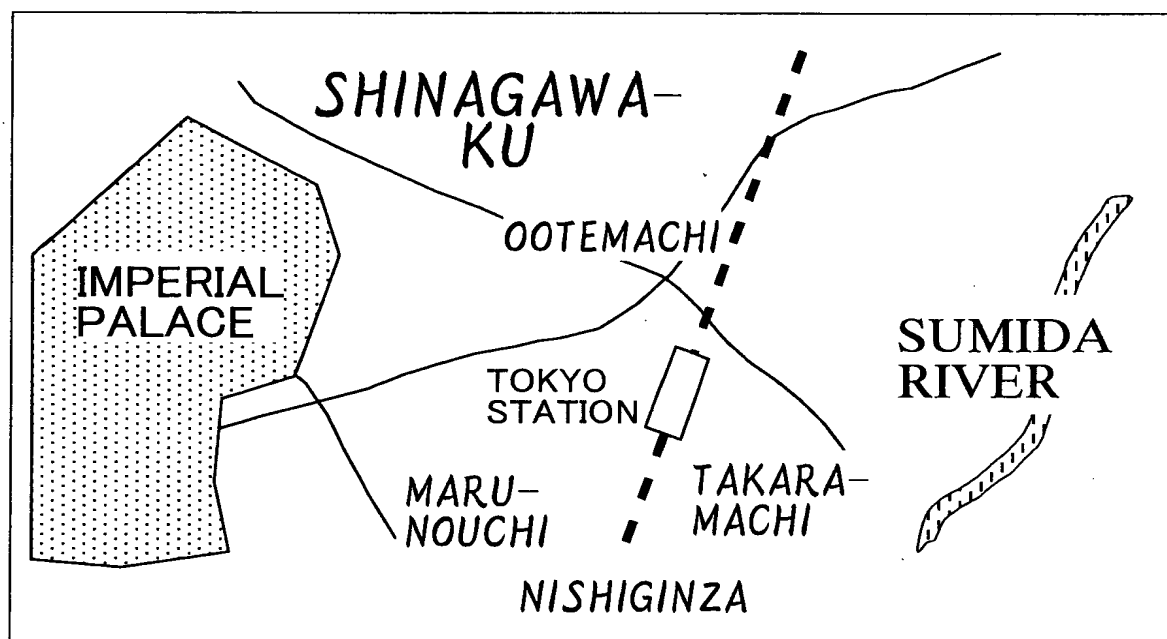 SHINAGAWA-
KU
OOTEMACHI
IMPERIAL
PALACE
SUMIDA
RIVER
TOKYO
STATION
MARU-
NOUCHI
TAKARA-
MACHI
NISHIGINZA